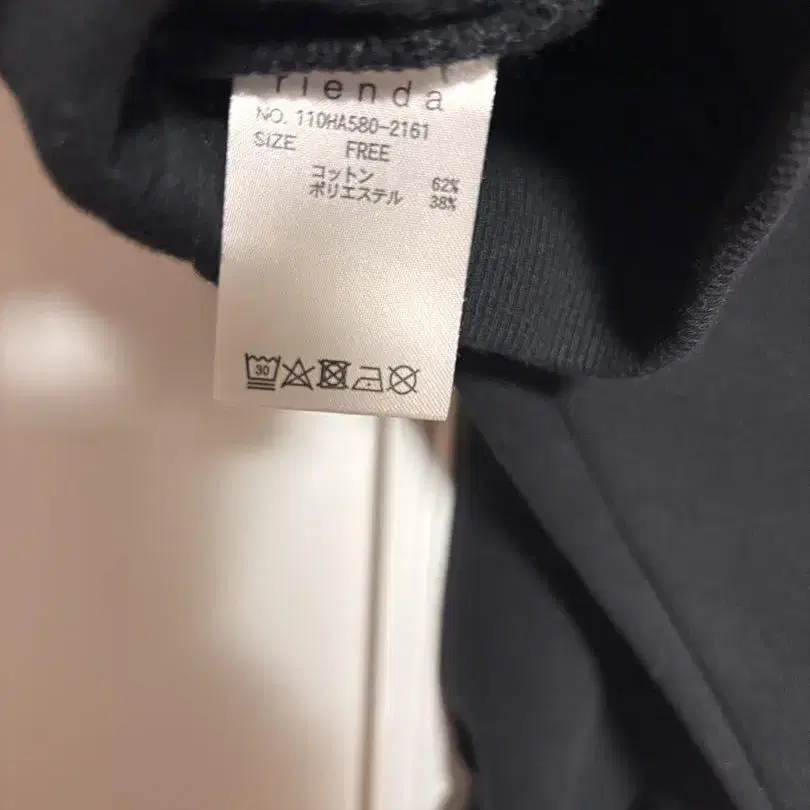 rienda
NO. 110HA580-2161
SIZE FREE
コットン 62%
ポリエステル 38%
30